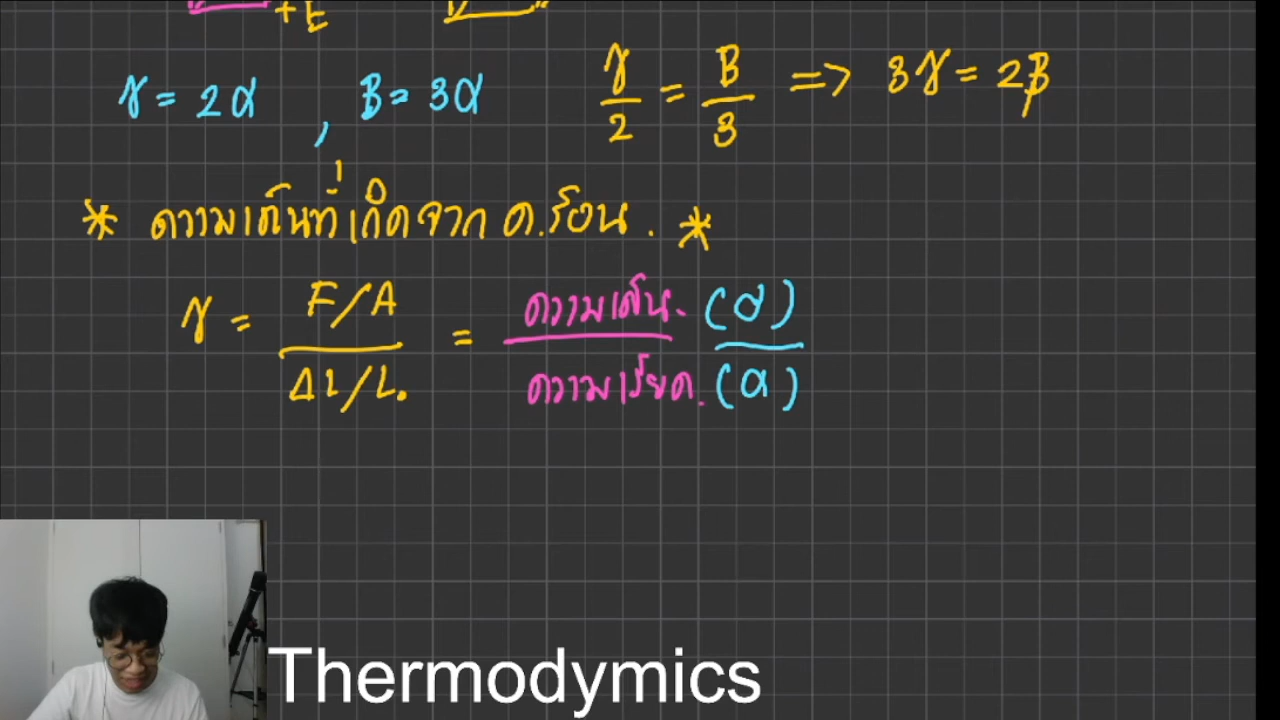 +t
γ = 2α , β = 3α γ/2 = β/3 => 3γ = 2β
* ความเค้นที่เกิดจาก ค.ร้อน. *
γ = F/A / ΔL/L₀ = ความเค้น. (σ) / ความเครียด. (α)
Thermodymics